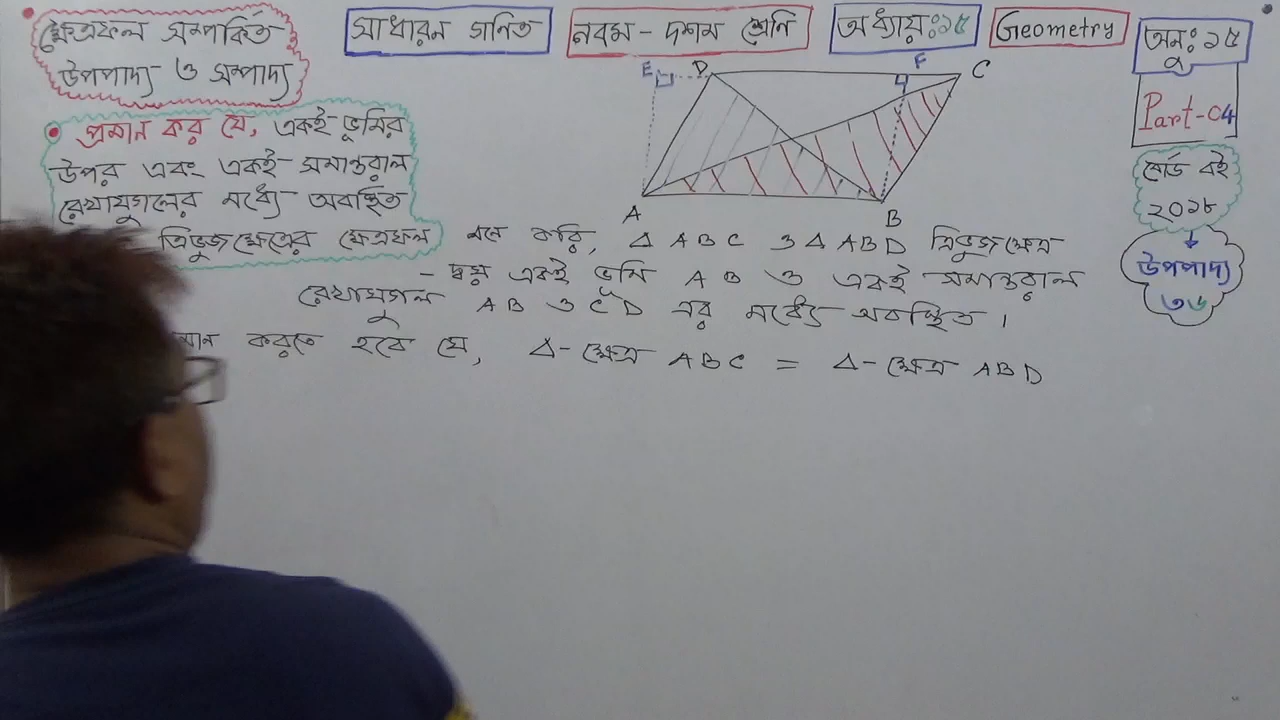 ক্ষেত্রফল সম্পর্কিত
উপপাদ্য ও সম্পাদ্য
সাধারন গনিত
নবম - দশম শ্রেনি
অধ্যায়ঃ১৫
Geometry
অনুঃ১৫
Part-04
বোর্ড বই
২০১৮
উপপাদ্য
৩৬
E D F C
A B
প্রমান কর যে, একই ভূমির
উপর এবং একই সমান্তরাল
রেখাযুগলের মধ্যে অবস্থিত
ত্রিভুজক্ষেত্রের ক্ষেত্রফল
মনে করি, Δ ABC ও Δ ABD ত্রিভুজক্ষেত্র
- দ্বয় একই ভূমি AB ও একই সমান্তরাল
রেখাযুগল AB ও CD এর মধ্যে অবস্থিত ।
করতে হবে যে, Δ-ক্ষেত্র ABC = Δ-ক্ষেত্র ABD